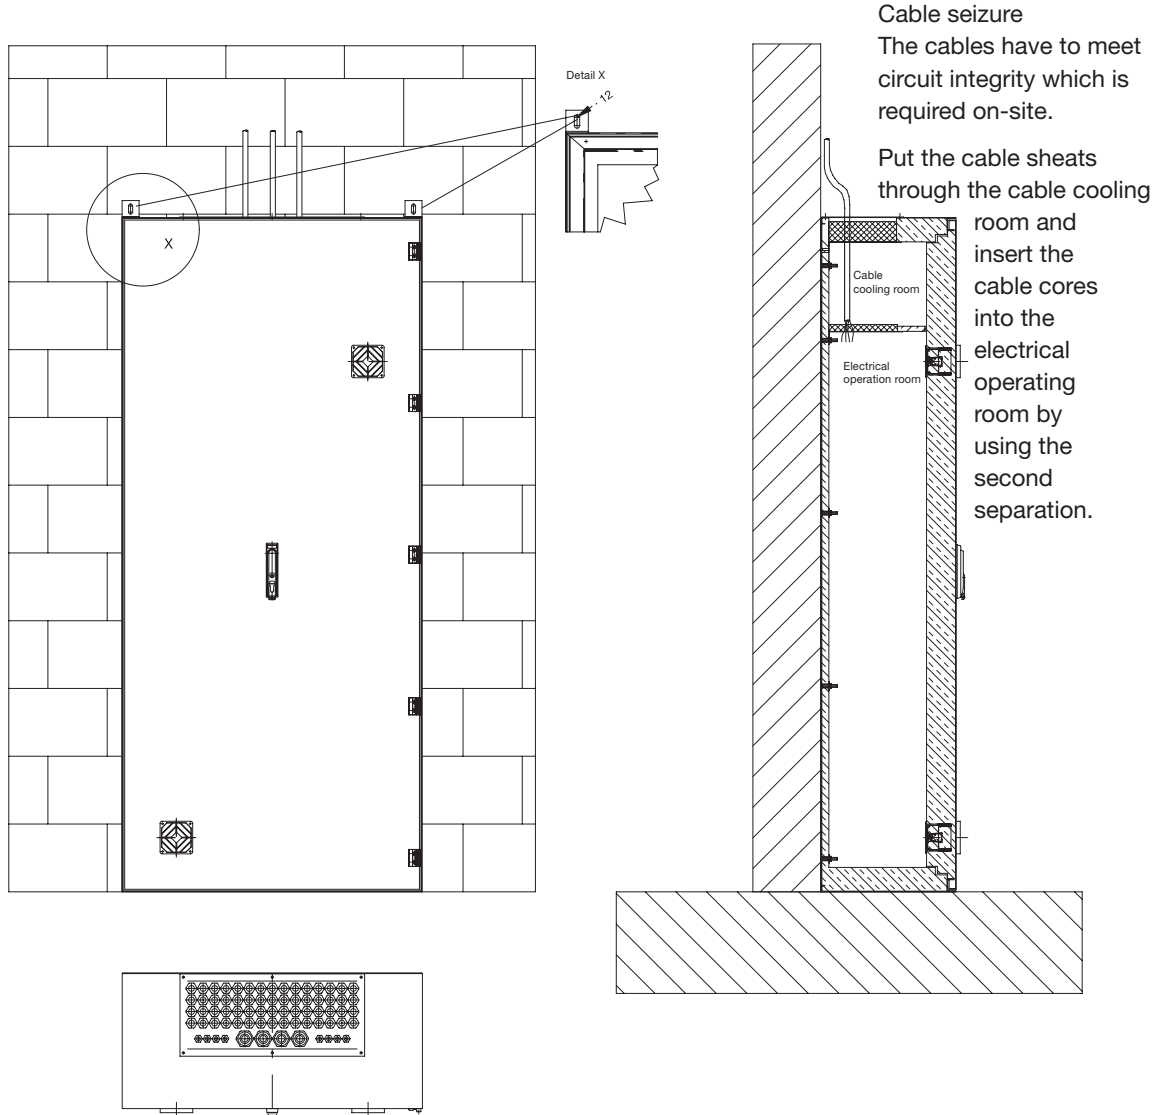 Cable seizure
The cables have to meet
circuit integrity which is
required on-site.
Put the cable sheats
through the cable cooling
room and
insert the
cable cores
into the
electrical
operating
room by
using the
second
separation.
Detail X
12
X
Cable
cooling room
Electrical
operation room